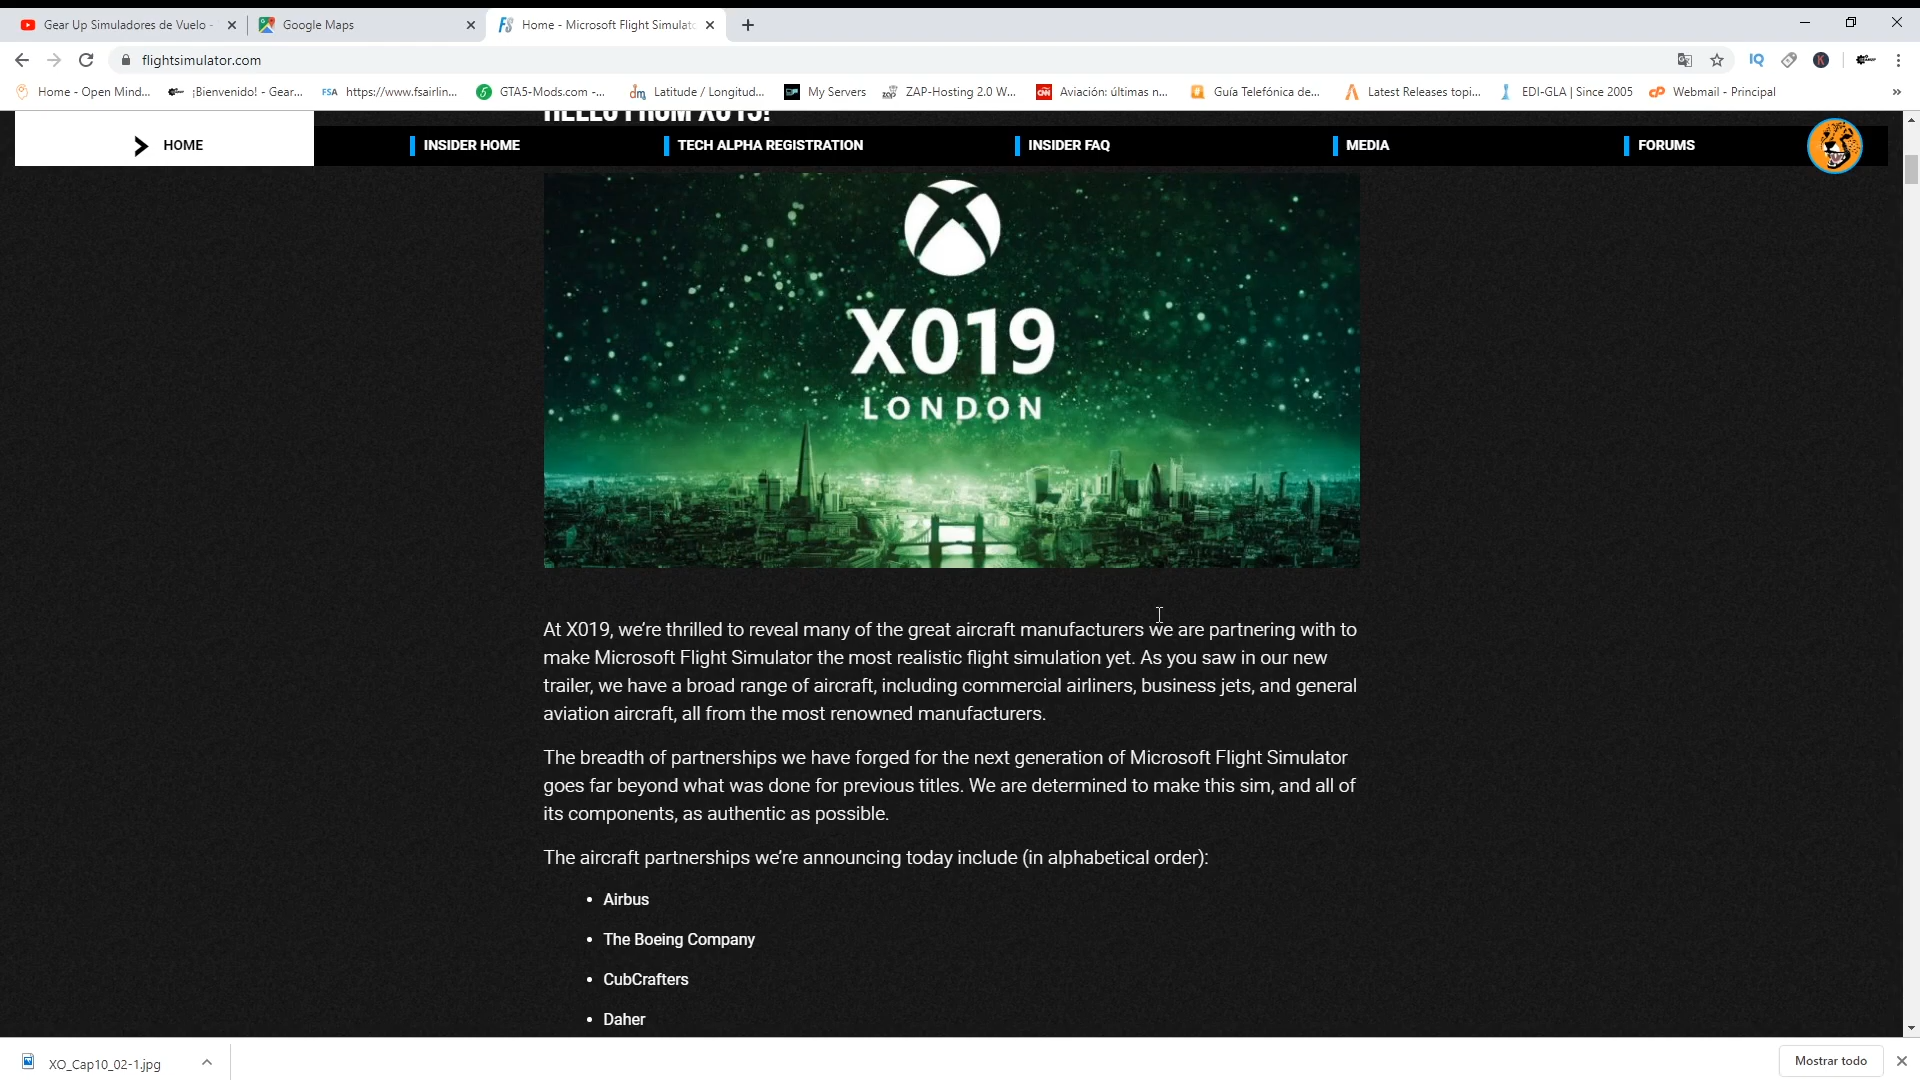 Gear Up Simuladores de Vuelo -
Google Maps
Home - Microsoft Flight Simulato
flightsimulator.com
IQ
K
Home - Open Mind...
¡Bienvenido! - Gear...
FSA https://www.fsairlin...
GTA5-Mods.com -...
dm Latitude / Longitud...
My Servers
ZAP-Hosting 2.0 W...
CNN Aviación: últimas n...
Guía Telefónica de...
Latest Releases topi...
EDI-GLA | Since 2005
cP Webmail - Principal
»
HELLO FROM XO19!
HOME
INSIDER HOME
TECH ALPHA REGISTRATION
INSIDER FAQ
MEDIA
FORUMS
X019
LONDON
At X019, we’re thrilled to reveal many of the great aircraft manufacturers we are partnering with to
make Microsoft Flight Simulator the most realistic flight simulation yet. As you saw in our new
trailer, we have a broad range of aircraft, including commercial airliners, business jets, and general
aviation aircraft, all from the most renowned manufacturers.
The breadth of partnerships we have forged for the next generation of Microsoft Flight Simulator
goes far beyond what was done for previous titles. We are determined to make this sim, and all of
its components, as authentic as possible.
The aircraft partnerships we’re announcing today include (in alphabetical order):
• Airbus
• The Boeing Company
• CubCrafters
• Daher
XO_Cap10_02-1.jpg
Mostrar todo